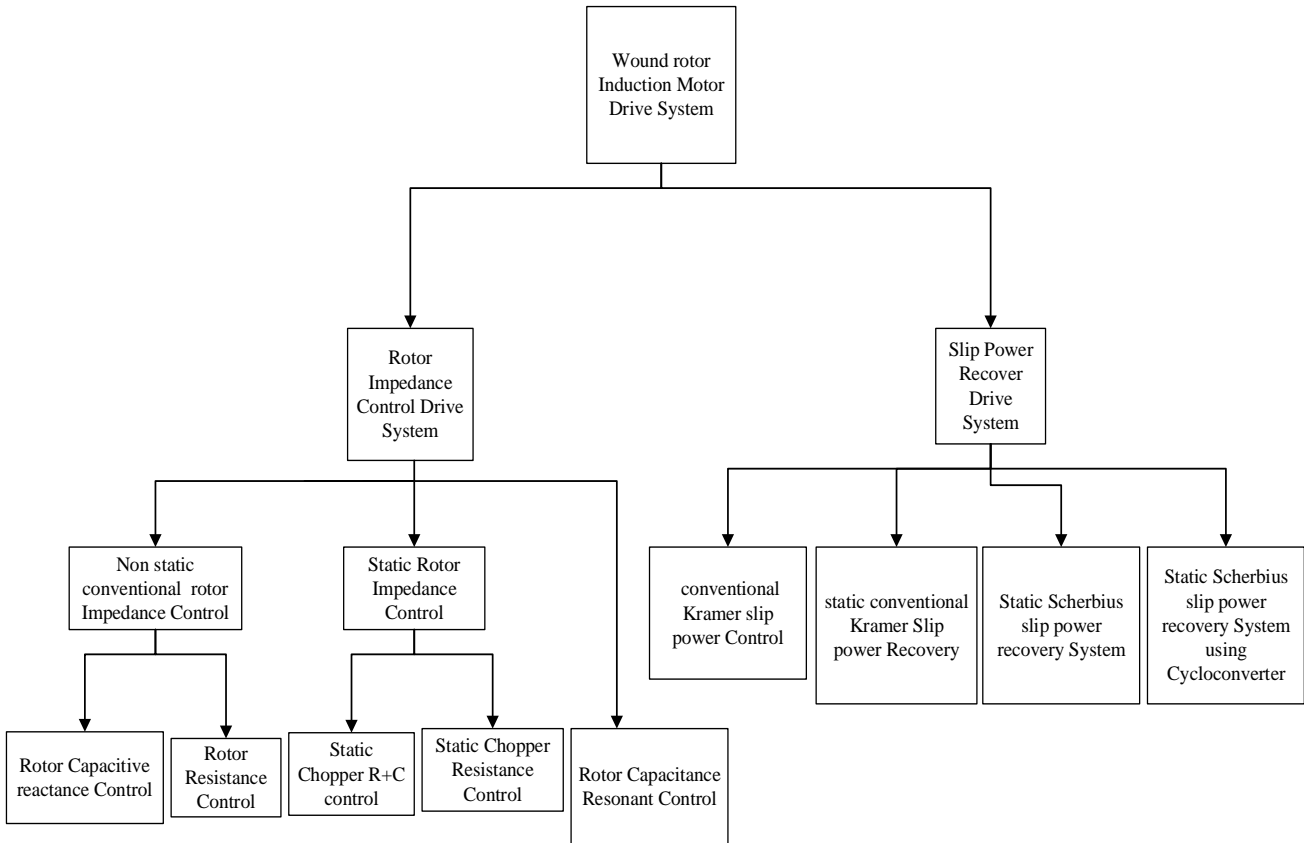 Wound rotor
Induction Motor
Drive System
Rotor
Impedance
Control Drive
System
Slip Power
Recover
Drive
System
Non static
conventional rotor
Impedance Control
Static Rotor
Impedance
Control
conventional
Kramer slip
power Control
static conventional
Kramer Slip
power Recovery
Static Scherbius
slip power
recovery System
Static Scherbius
slip power
recovery System
using
Cycloconverter
Rotor Capacitive
reactance Control
Rotor
Resistance
Control
Static
Chopper R+C
control
Static Chopper
Resistance
Control
Rotor Capacitance
Resonant Control